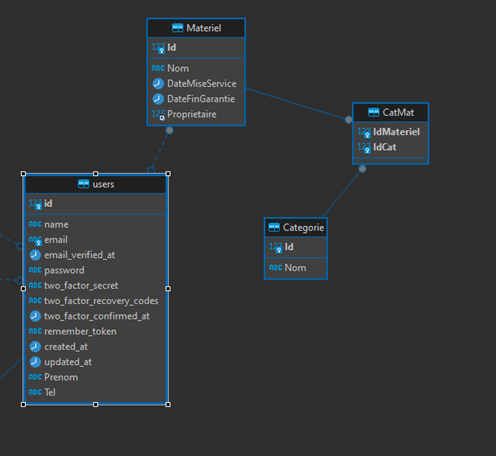 Materiel
123 Id
ABC Nom
DateMiseService
DateFinGarantie
123 Proprietaire
CatMat
123 IdMateriel
123 IdCat
users
123 id
ABC name
ABC email
email_verified_at
ABC password
ABC two_factor_secret
ABC two_factor_recovery_codes
two_factor_confirmed_at
ABC remember_token
created_at
updated_at
ABC Prenom
ABC Tel
Categorie
123 Id
ABC Nom